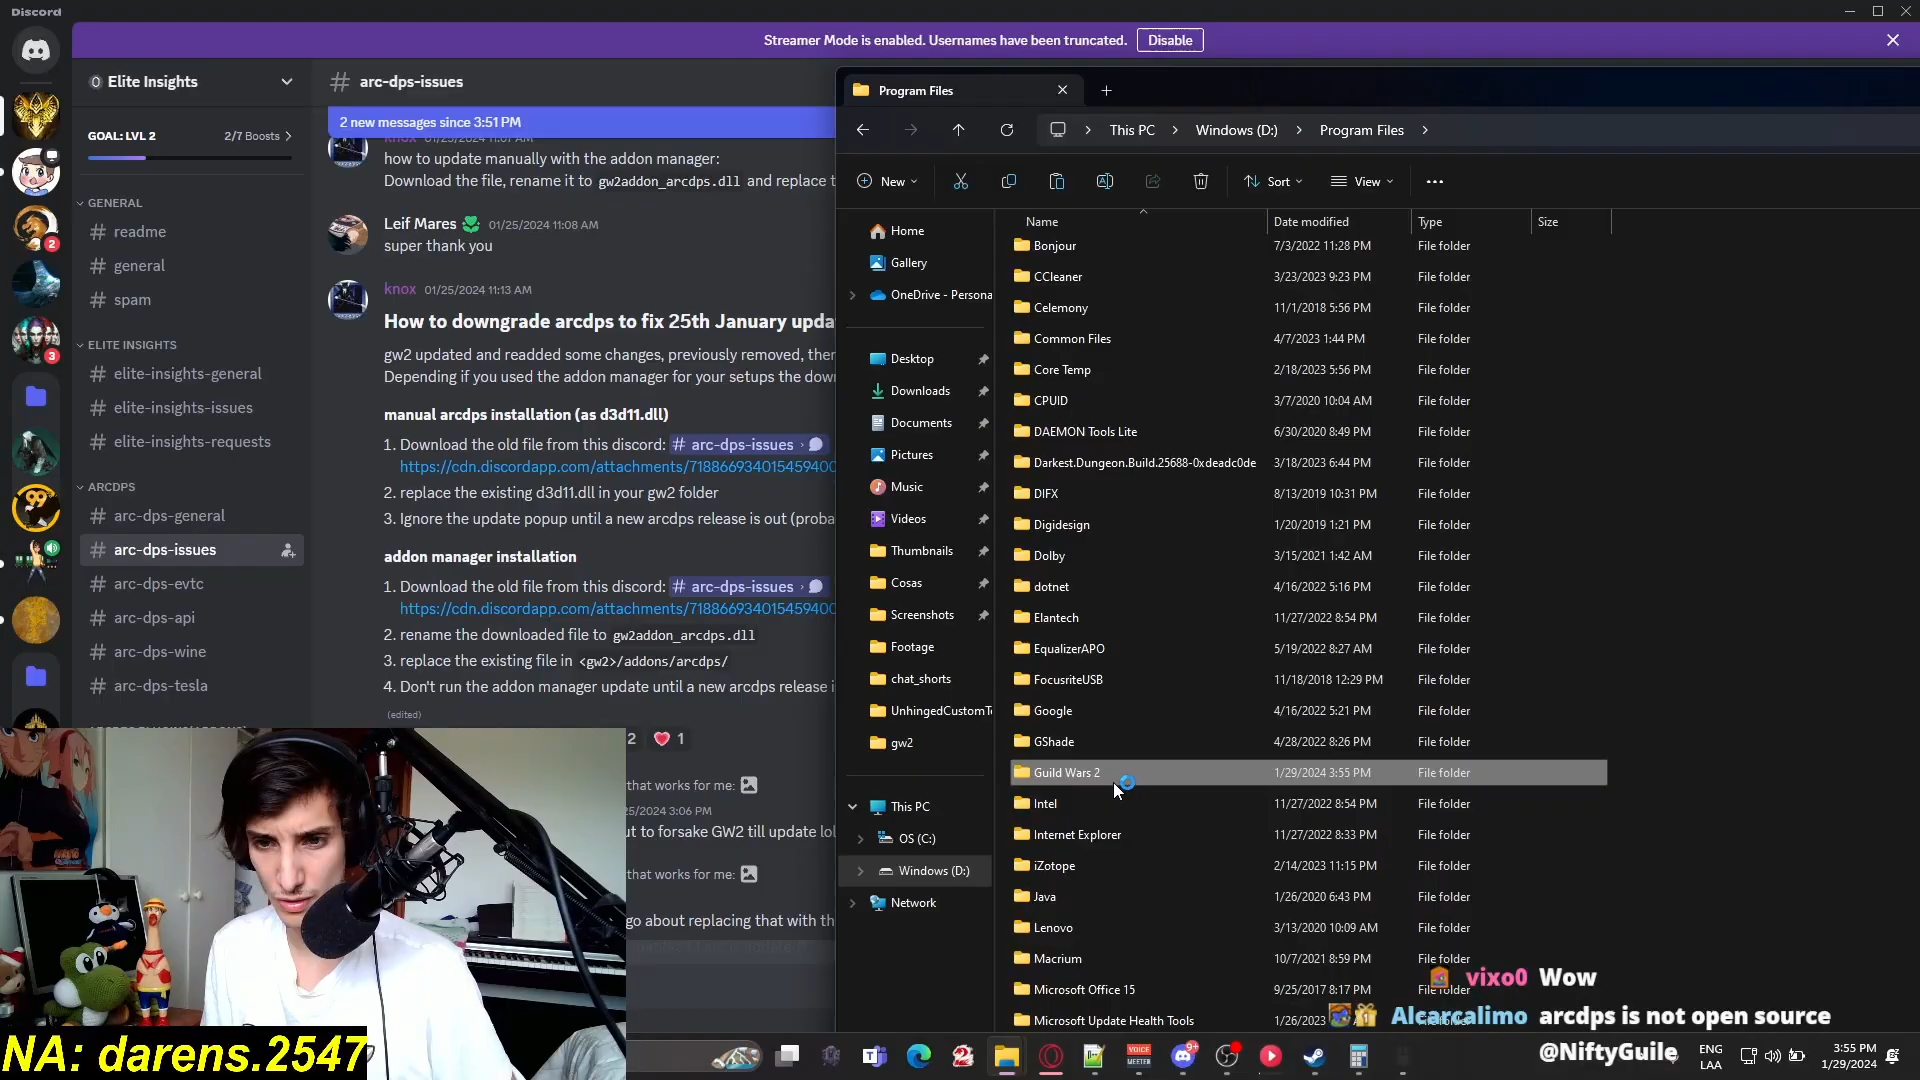 Discord
Streamer Mode is enabled. Usernames have been truncated.
Disable
Elite Insights
arc-dps-issues
GOAL: LVL 2
2/7 Boosts
GENERAL
readme
general
spam
ELITE INSIGHTS
elite-insights-general
elite-insights-issues
elite-insights-requests
ARCDPS
arc-dps-general
arc-dps-issues
arc-dps-evtc
arc-dps-api
arc-dps-wine
arc-dps-tesla
2
3
2 new messages since 3:51 PM
knox 01/25/2024 11:07 AM
how to update manually with the addon manager:
Download the file, rename it to gw2addon_arcdps.dll and replace t
Leif Mares 01/25/2024 11:08 AM
super thank you
knox 01/25/2024 11:13 AM
How to downgrade arcdps to fix 25th January upda
gw2 updated and readded some changes, previously removed, ther
Depending if you used the addon manager for your setups the dow
manual arcdps installation (as d3d11.dll)
1. Download the old file from this discord: # arc-dps-issues ›
https://cdn.discordapp.com/attachments/718866934015459400
2. replace the existing d3d11.dll in your gw2 folder
3. Ignore the update popup until a new arcdps release is out (proba
addon manager installation
1. Download the old file from this discord: # arc-dps-issues ›
https://cdn.discordapp.com/attachments/718866934015459400
2. rename the downloaded file to gw2addon_arcdps.dll
3. replace the existing file in <gw2>/addons/arcdps/
4. Don't run the addon manager update until a new arcdps release i
(edited)
2 1
that works for me:
5/2024 3:06 PM
ut to forsake GW2 till update lol
that works for me:
go about replacing that with th
Program Files
This PC > Windows (D:) > Program Files >
New
Sort
View
Home
Gallery
OneDrive - Persona
Desktop
Downloads
Documents
Pictures
Music
Videos
Thumbnails
Cosas
Screenshots
Footage
chat_shorts
UnhingedCustomTo
gw2
This PC
OS (C:)
Windows (D:)
Network
Name Date modified Type Size
Bonjour 7/3/2022 11:28 PM File folder
CCleaner 3/23/2023 9:23 PM File folder
Celemony 11/1/2018 5:56 PM File folder
Common Files 4/7/2023 1:44 PM File folder
Core Temp 2/18/2023 5:56 PM File folder
CPUID 3/7/2020 10:04 AM File folder
DAEMON Tools Lite 6/30/2020 8:49 PM File folder
Darkest.Dungeon.Build.25688-0xdeadc0de 3/18/2023 6:44 PM File folder
DIFX 8/13/2019 10:31 PM File folder
Digidesign 1/20/2019 1:21 PM File folder
Dolby 3/15/2021 1:42 AM File folder
dotnet 4/16/2022 5:16 PM File folder
Elantech 11/27/2022 8:54 PM File folder
EqualizerAPO 5/19/2022 8:27 AM File folder
FocusriteUSB 11/18/2018 12:29 PM File folder
Google 4/16/2022 5:21 PM File folder
GShade 4/28/2022 8:26 PM File folder
Guild Wars 2 1/29/2024 3:55 PM File folder
Intel 11/27/2022 8:54 PM File folder
Internet Explorer 11/27/2022 8:33 PM File folder
iZotope 2/14/2023 11:15 PM File folder
Java 1/26/2020 6:43 PM File folder
Lenovo 3/13/2020 10:09 AM File folder
Macrium 10/7/2021 8:59 PM File folder
Microsoft Office 15 9/25/2017 8:17 PM File folder
Microsoft Update Health Tools 1/26/2023
vixo0 Wow
Alcarcalimo arcdps is not open source
@NiftyGuile
NA: darens.2547
VOICE
MEETER
9+
ENG
LAA
3:55 PM
1/29/2024